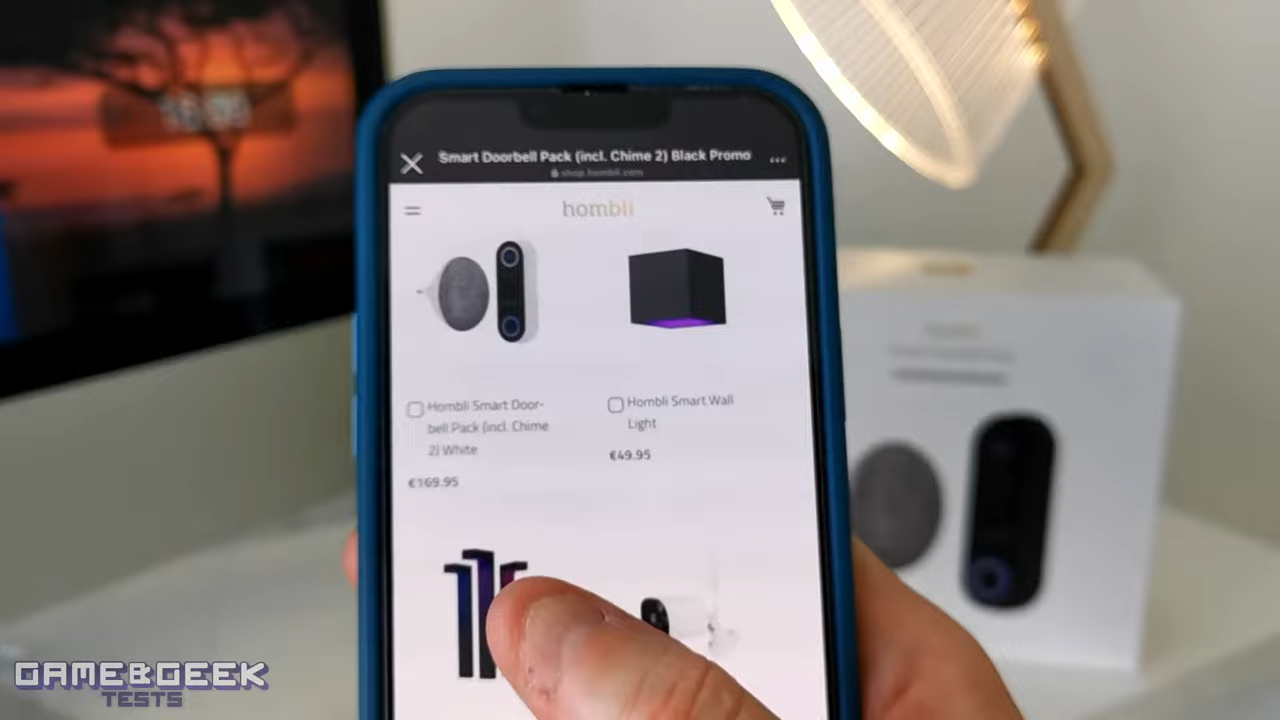 Smart Doorbell Pack (incl. Chime 2) Black Promo
shop.hombli.com
hombli
Hombli Smart Door-
bell Pack (incl. Chime
2) White
€169.95
Hombli Smart Wall
Light
€49.95
GAME&GEEK
TESTS